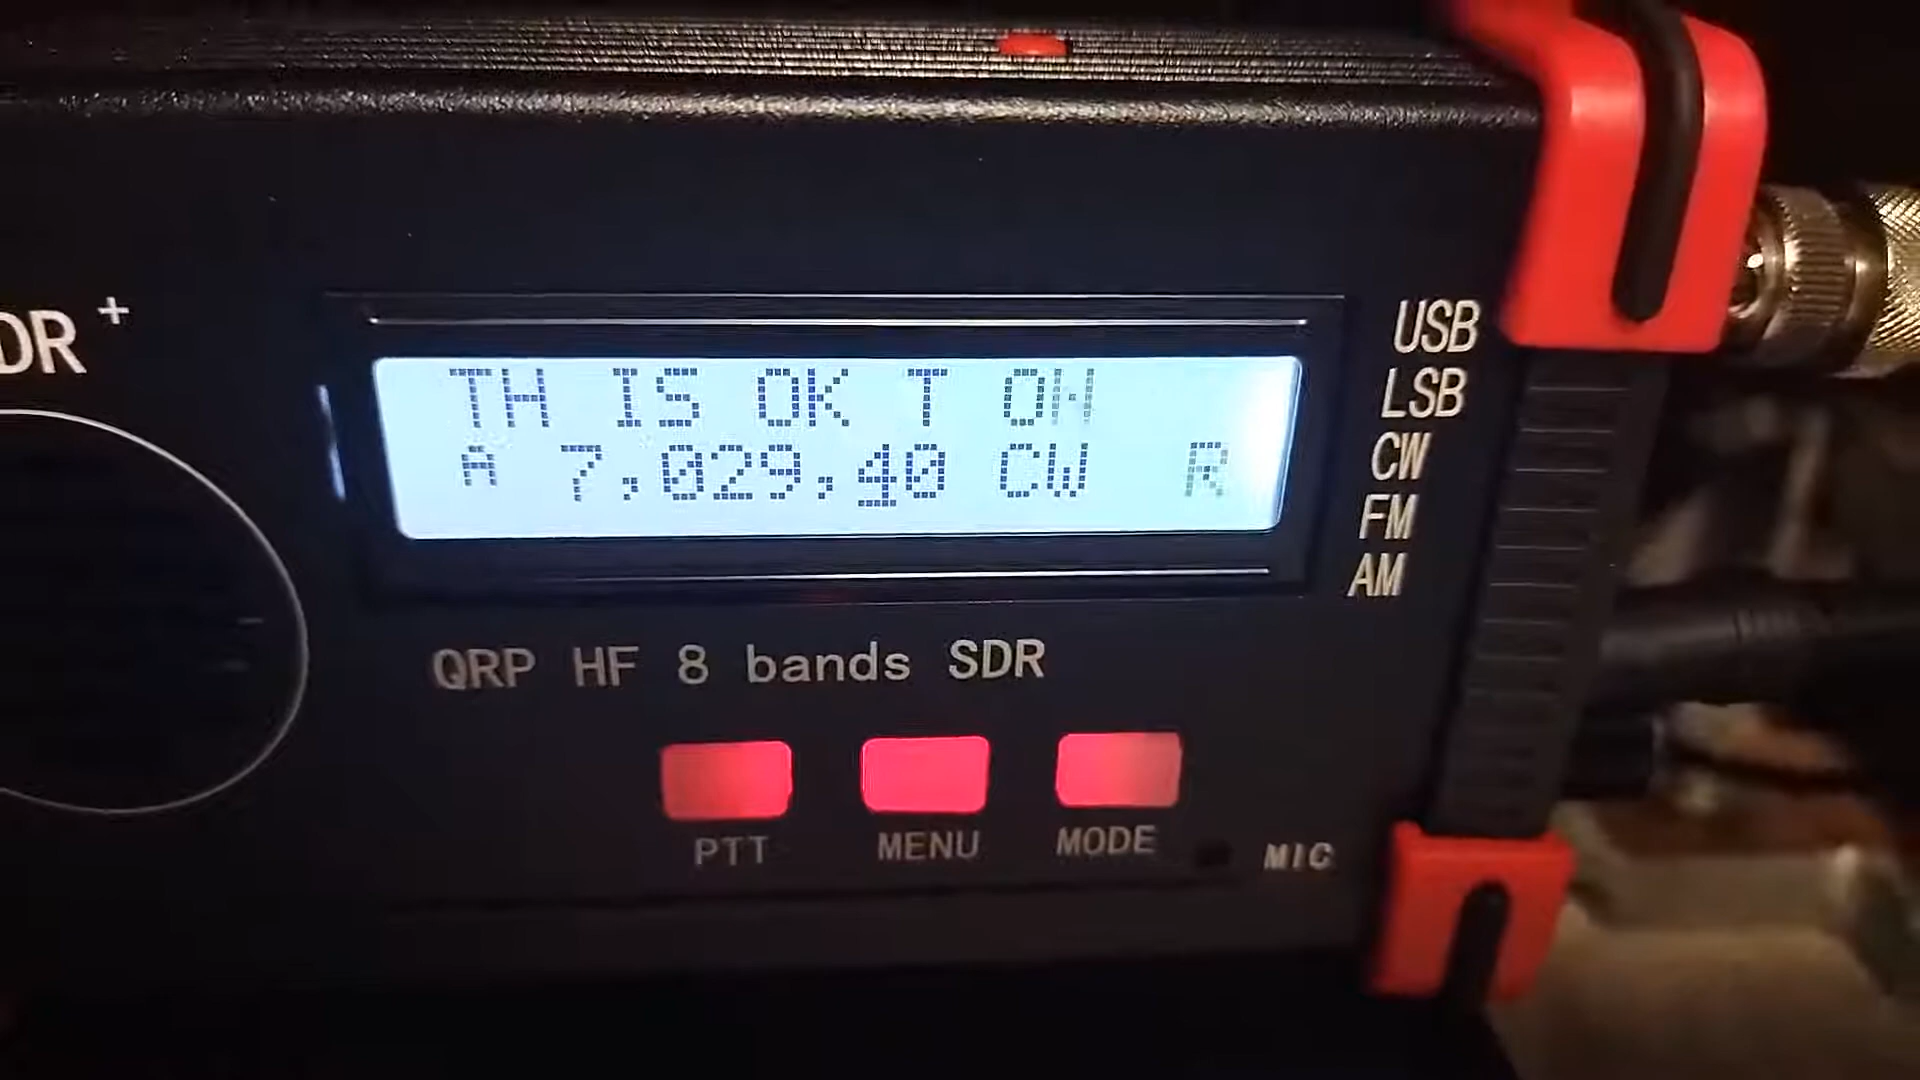 DR+
TH IS OK T ON
A 7,029,40 CW R
USB
LSB
CW
FM
AM
QRP HF 8 bands SDR
PTT MENU MODE MIC